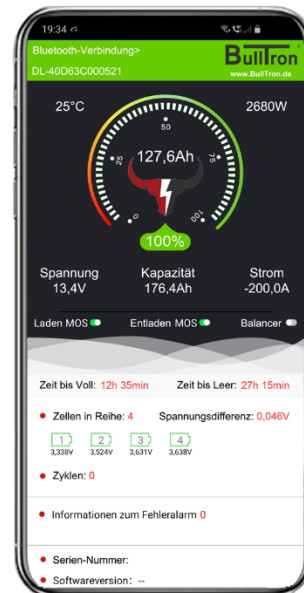 19:34
Bluetooth-Verbindung>
DL-40D63C000521
BullTron
www.BullTron.de
25°C
2680W
0
25
50
75
100
127,6Ah
100%
Spannung
Kapazität
Strom
13,4V
176,4Ah
-200,0A
Laden MOS
Entladen MOS
Balancer
Zeit bis Voll: 12h 35min
Zeit bis Leer: 27h 15min
Zellen in Reihe: 4
Spannungsdifferenz: 0,046V
1
2
3
4
3,338V
3,524V
3,631V
3,638V
Zyklen: 0
Informationen zum Fehleralarm 0
Serien-Nummer:
Softwareversion: --